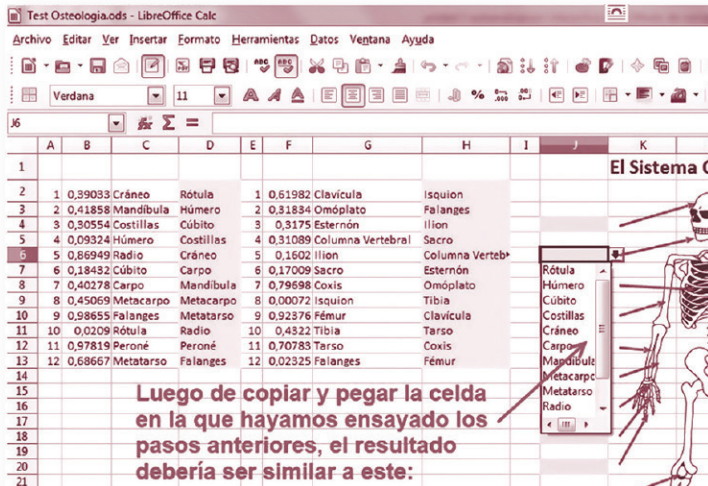 Test Osteologia.ods - LibreOffice Calc
Archivo Editar Ver Insertar Formato Herramientas Datos Ventana Ayuda
Verdana 11
J6
A B C D E F G H I J K
1 El Sistema
2 1 0,39033 Cráneo Rótula 1 0,61982 Clavícula Isquion
3 2 0,41858 Mandíbula Húmero 2 0,31834 Omóplato Falanges
4 3 0,30554 Costillas Cúbito 3 0,3175 Esternón Ilion
5 4 0,09324 Húmero Costillas 4 0,31089 Columna Vertebral Sacro
6 5 0,86949 Radio Cráneo 5 0,1602 Ilion Columna Verteb
7 6 0,18432 Cúbito Carpo 6 0,17009 Sacro Esternón Rótula
8 7 0,40278 Carpo Mandíbula 7 0,79698 Coxis Omóplato Húmero
9 8 0,45069 Metacarpo Metacarpo 8 0,00072 Isquion Tibia Cúbito
10 9 0,98655 Falanges Metatarso 9 0,92376 Fémur Clavícula Costillas
11 10 0,0209 Rótula Radio 10 0,4322 Tibia Tarso Cráneo
12 11 0,97819 Peroné Peroné 11 0,70783 Tarso Coxis Carpo
13 12 0,68667 Metatarso Falanges 12 0,02325 Falanges Fémur Mandíbula
14 Metacarpo
15 Metatarso
16 Radio
17
18
19
20
21
Luego de copiar y pegar la celda
en la que hayamos ensayado los
pasos anteriores, el resultado
debería ser similar a este: